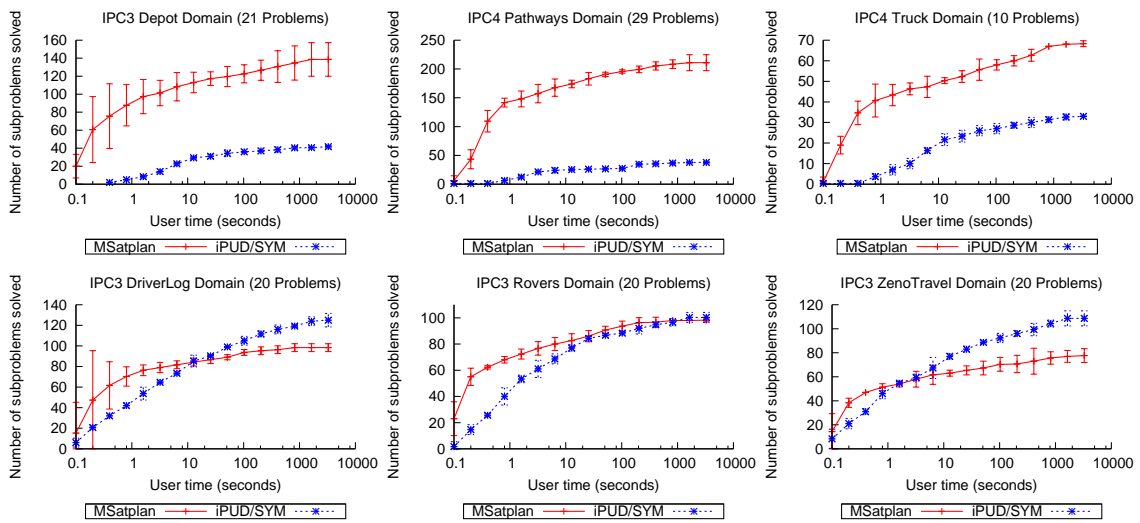 IPC3 Depot Domain (21 Problems)
Number of subproblems solved
160
140
120
100
80
60
40
20
0
0.1 1 10 100 1000 10000
User time (seconds)
MSatplan iPUD/SYM
IPC4 Pathways Domain (29 Problems)
Number of subproblems solved
250
200
150
100
50
0
0.1 1 10 100 1000 10000
User time (seconds)
MSatplan iPUD/SYM
IPC4 Truck Domain (10 Problems)
Number of subproblems solved
70
60
50
40
30
20
10
0
0.1 1 10 100 1000 10000
User time (seconds)
MSatplan iPUD/SYM
IPC3 DriverLog Domain (20 Problems)
Number of subproblems solved
140
120
100
80
60
40
20
0
0.1 1 10 100 1000 10000
User time (seconds)
MSatplan iPUD/SYM
IPC3 Rovers Domain (20 Problems)
Number of subproblems solved
120
100
80
60
40
20
0
0.1 1 10 100 1000 10000
User time (seconds)
MSatplan iPUD/SYM
IPC3 ZenoTravel Domain (20 Problems)
Number of subproblems solved
120
100
80
60
40
20
0
0.1 1 10 100 1000 10000
User time (seconds)
MSatplan iPUD/SYM